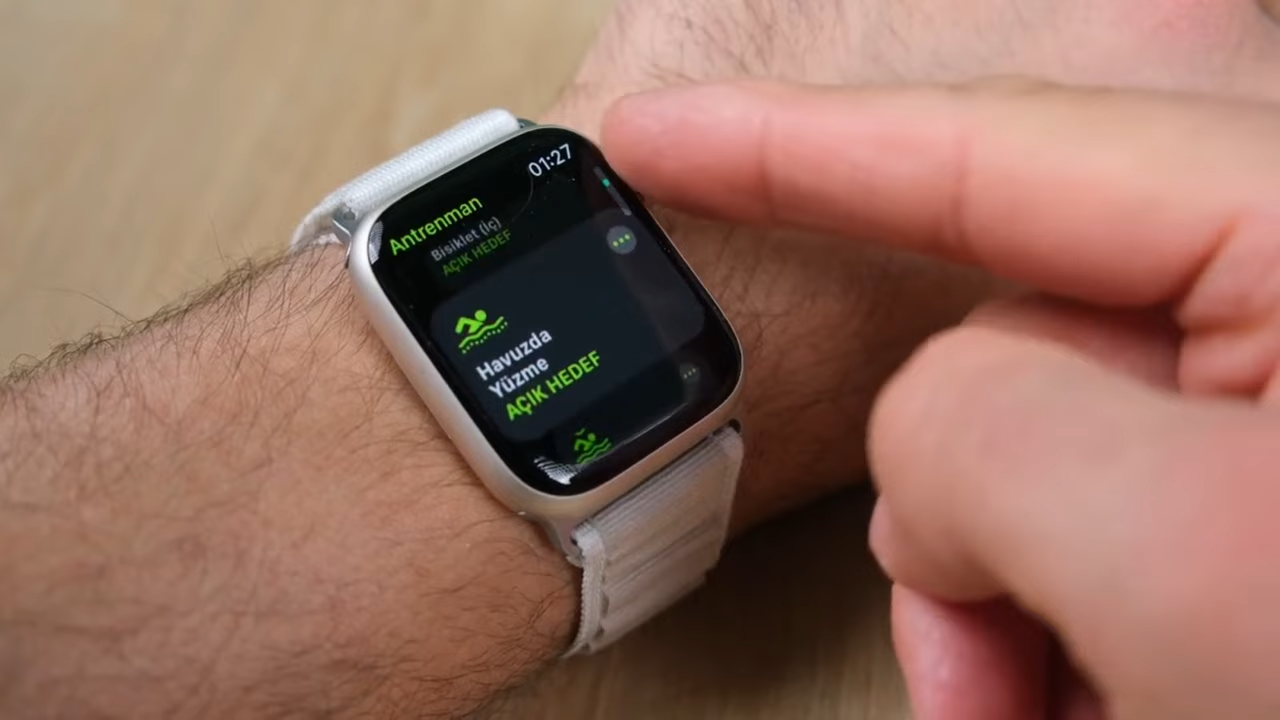 01:27
Antrenman
Bisiklet (İç)
AÇIK HEDEF
Havuzda
Yüzme
AÇIK HEDEF